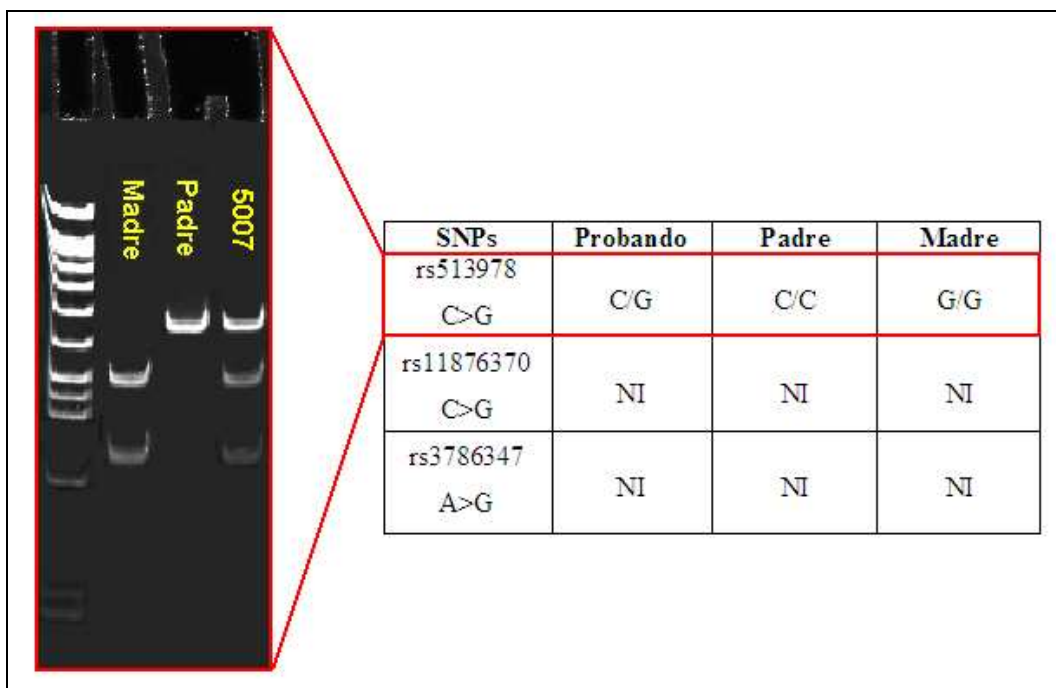 Madre
Padre
5007
SNPs Probando Padre Madre
rs513978
C>G
C/G C/C G/G
rs11876370
C>G
NI NI NI
rs3786347
A>G
NI NI NI